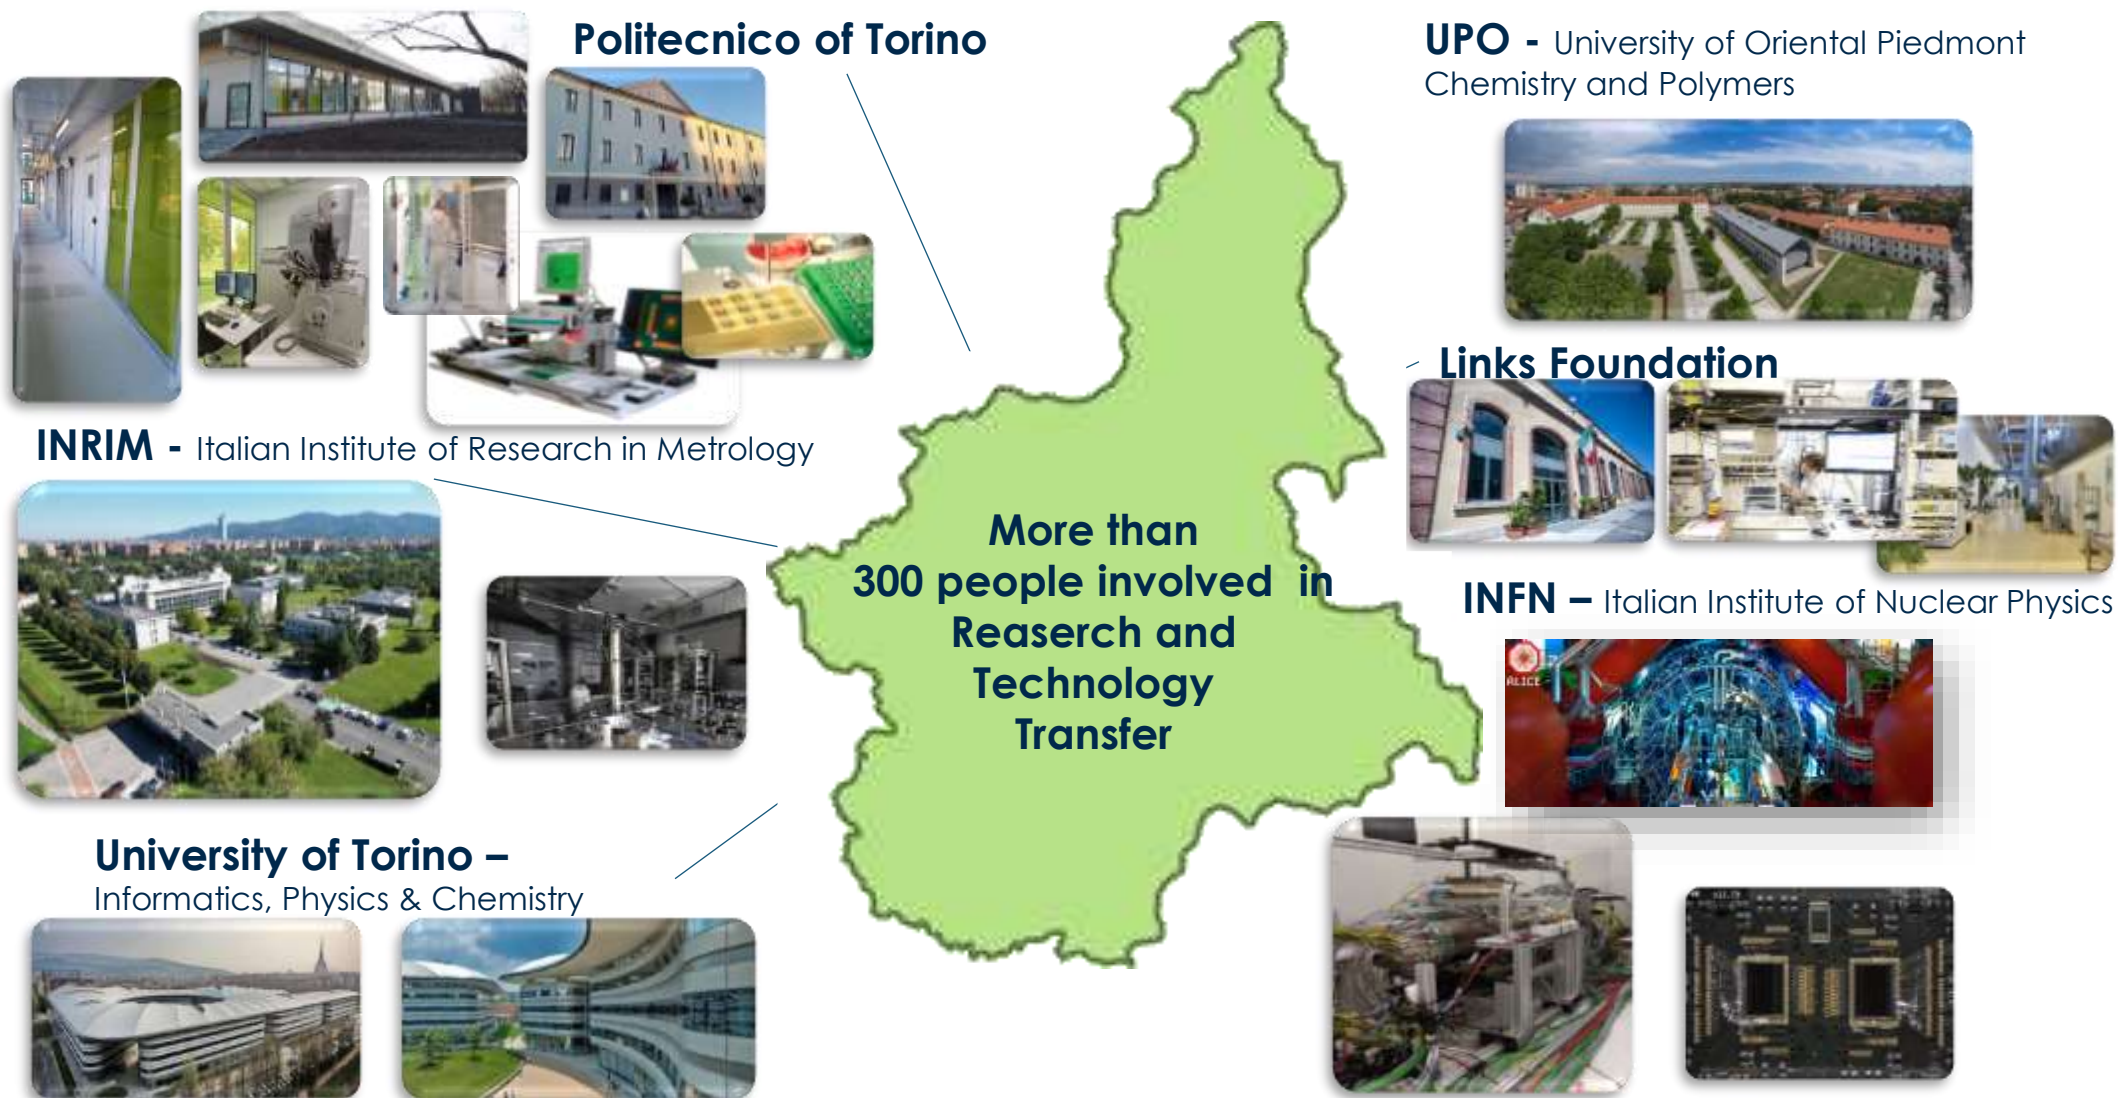 Politecnico of Torino
UPO - University of Oriental Piedmont
Chemistry and Polymers
Links Foundation
INRIM - Italian Institute of Research in Metrology
More than
300 people involved in
Reaserch and
Technology
Transfer
INFN – Italian Institute of Nuclear Physics
ALICE
University of Torino –
Informatics, Physics & Chemistry